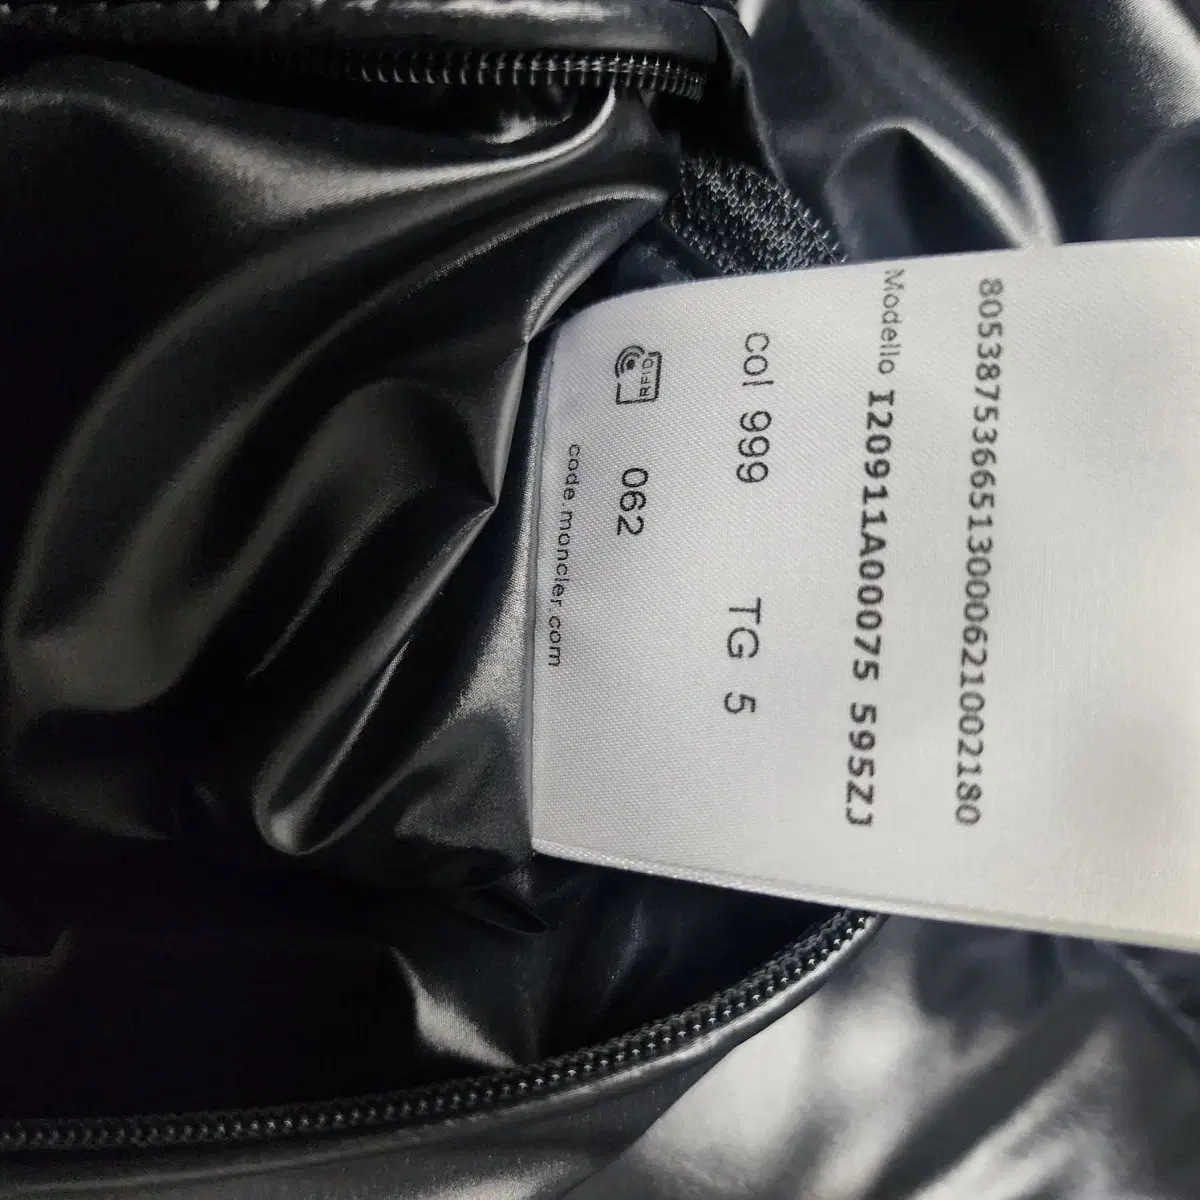 8053875366513000621002180
Modello I20911A00075 595ZJ
col 999 TG 5
RFID 062
code.moncler.com